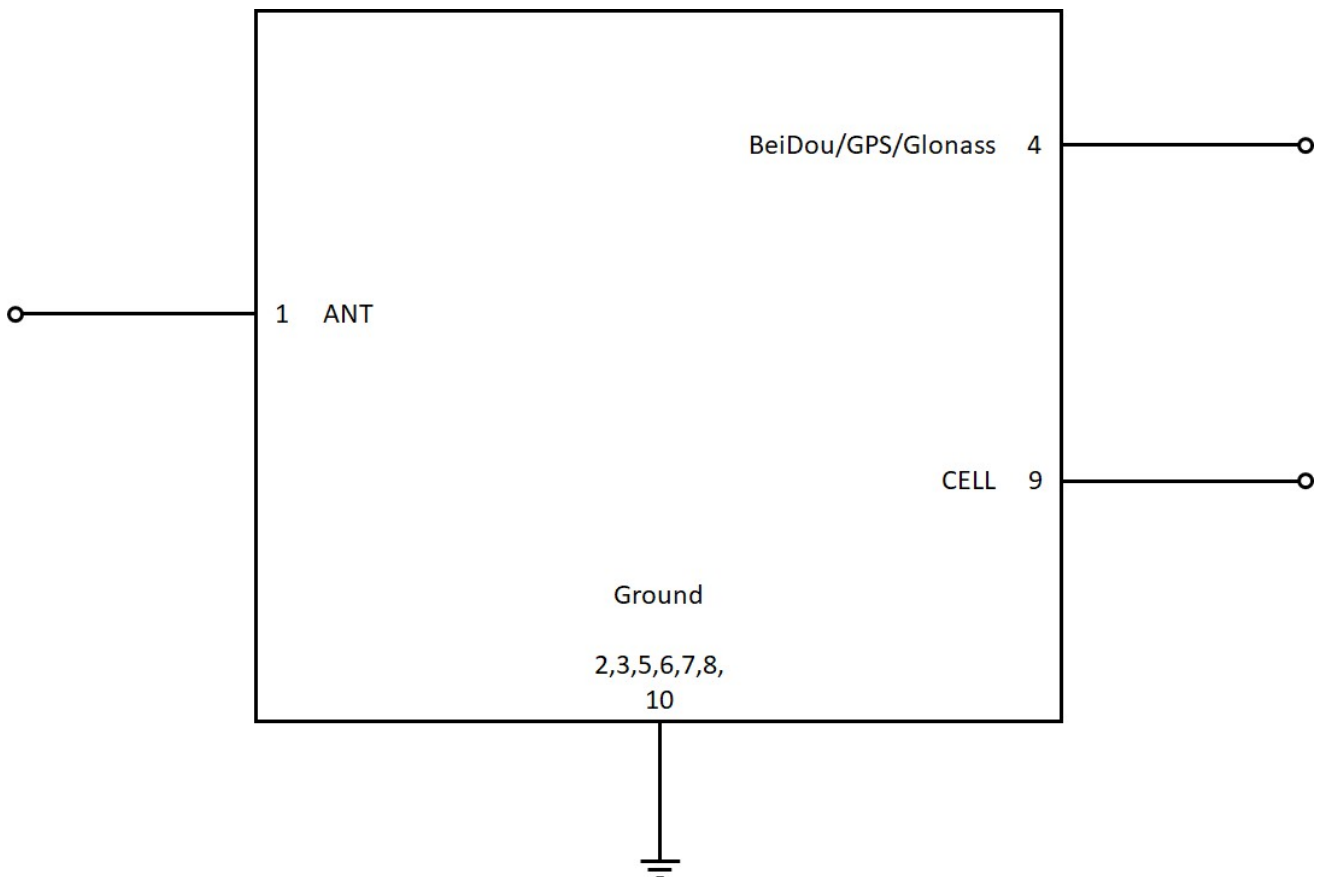 BeiDou/GPS/Glonass 4
1 ANT
CELL 9
Ground
2,3,5,6,7,8,
10